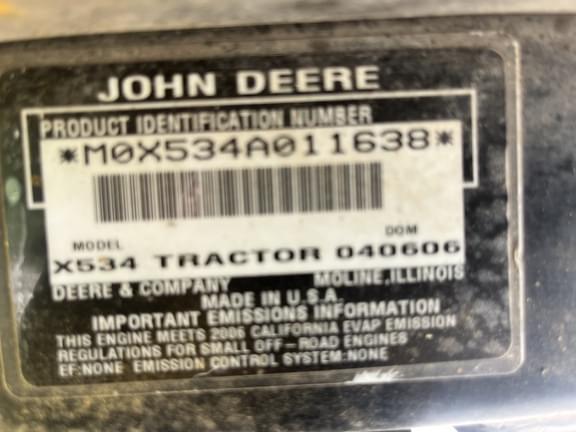 JOHN DEERE
PRODUCT IDENTIFICATION NUMBER
*M0X534A011638*
MODEL DOM
X534 TRACTOR 040606
DEERE & COMPANY MOLINE,ILLINOIS
MADE IN U.S.A.
IMPORTANT EMISSIONS INFORMATION
THIS ENGINE MEETS 2006 CALIFORNIA EVAP EMISSION
REGULATIONS FOR SMALL OFF-ROAD ENGINES
EF:NONE EMISSION CONTROL SYSTEM:NONE